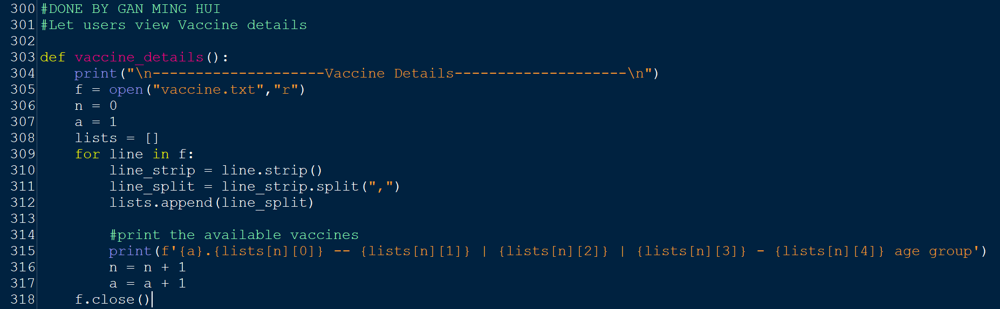 300 #DONE BY GAN MING HUI
301 #Let users view Vaccine details
302
303 def vaccine_details():
304     print("\n--------------------Vaccine Details--------------------\n")
305     f = open("vaccine.txt","r")
306     n = 0
307     a = 1
308     lists = []
309     for line in f:
310         line_strip = line.strip()
311         line_split = line_strip.split(",")
312         lists.append(line_split)
313
314         #print the available vaccines
315         print(f'{a}.{lists[n][0]} -- {lists[n][1]} | {lists[n][2]} | {lists[n][3]} - {lists[n][4]} age group')
316         n = n + 1
317         a = a + 1
318     f.close()